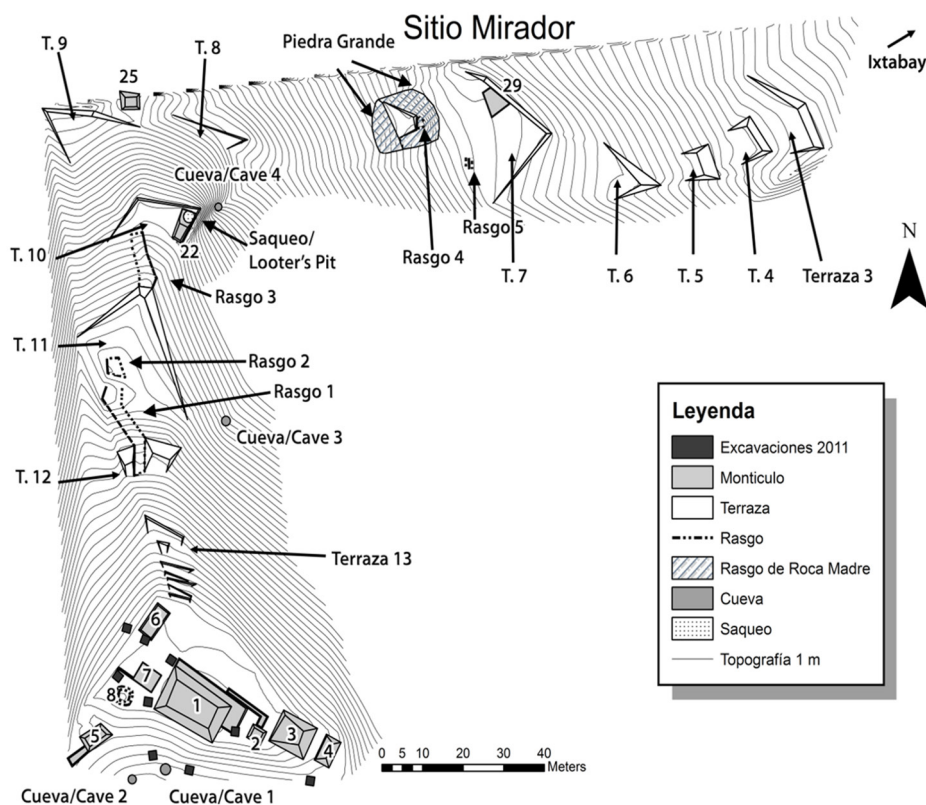 Sitio Mirador
T. 9
25
T. 8
Piedra Grande
29
Ixtabay
Cueva/Cave 4
T. 10
22
Saqueo/
Looter's Pit
Rasgo 3
Rasgo 4
Rasgo 5
T. 7
T. 6
T. 5
T. 4
Terraza 3
N
T. 11
Rasgo 2
Rasgo 1
Cueva/Cave 3
T. 12
Terraza 13
Leyenda
Excavaciones 2011
Monticulo
Terraza
Rasgo
Rasgo de Roca Madre
Cueva
Saqueo
Topografía 1 m
6
7
8
1
5
2
3
4
0 5 10 20 30 40
Meters
Cueva/Cave 2
Cueva/Cave 1